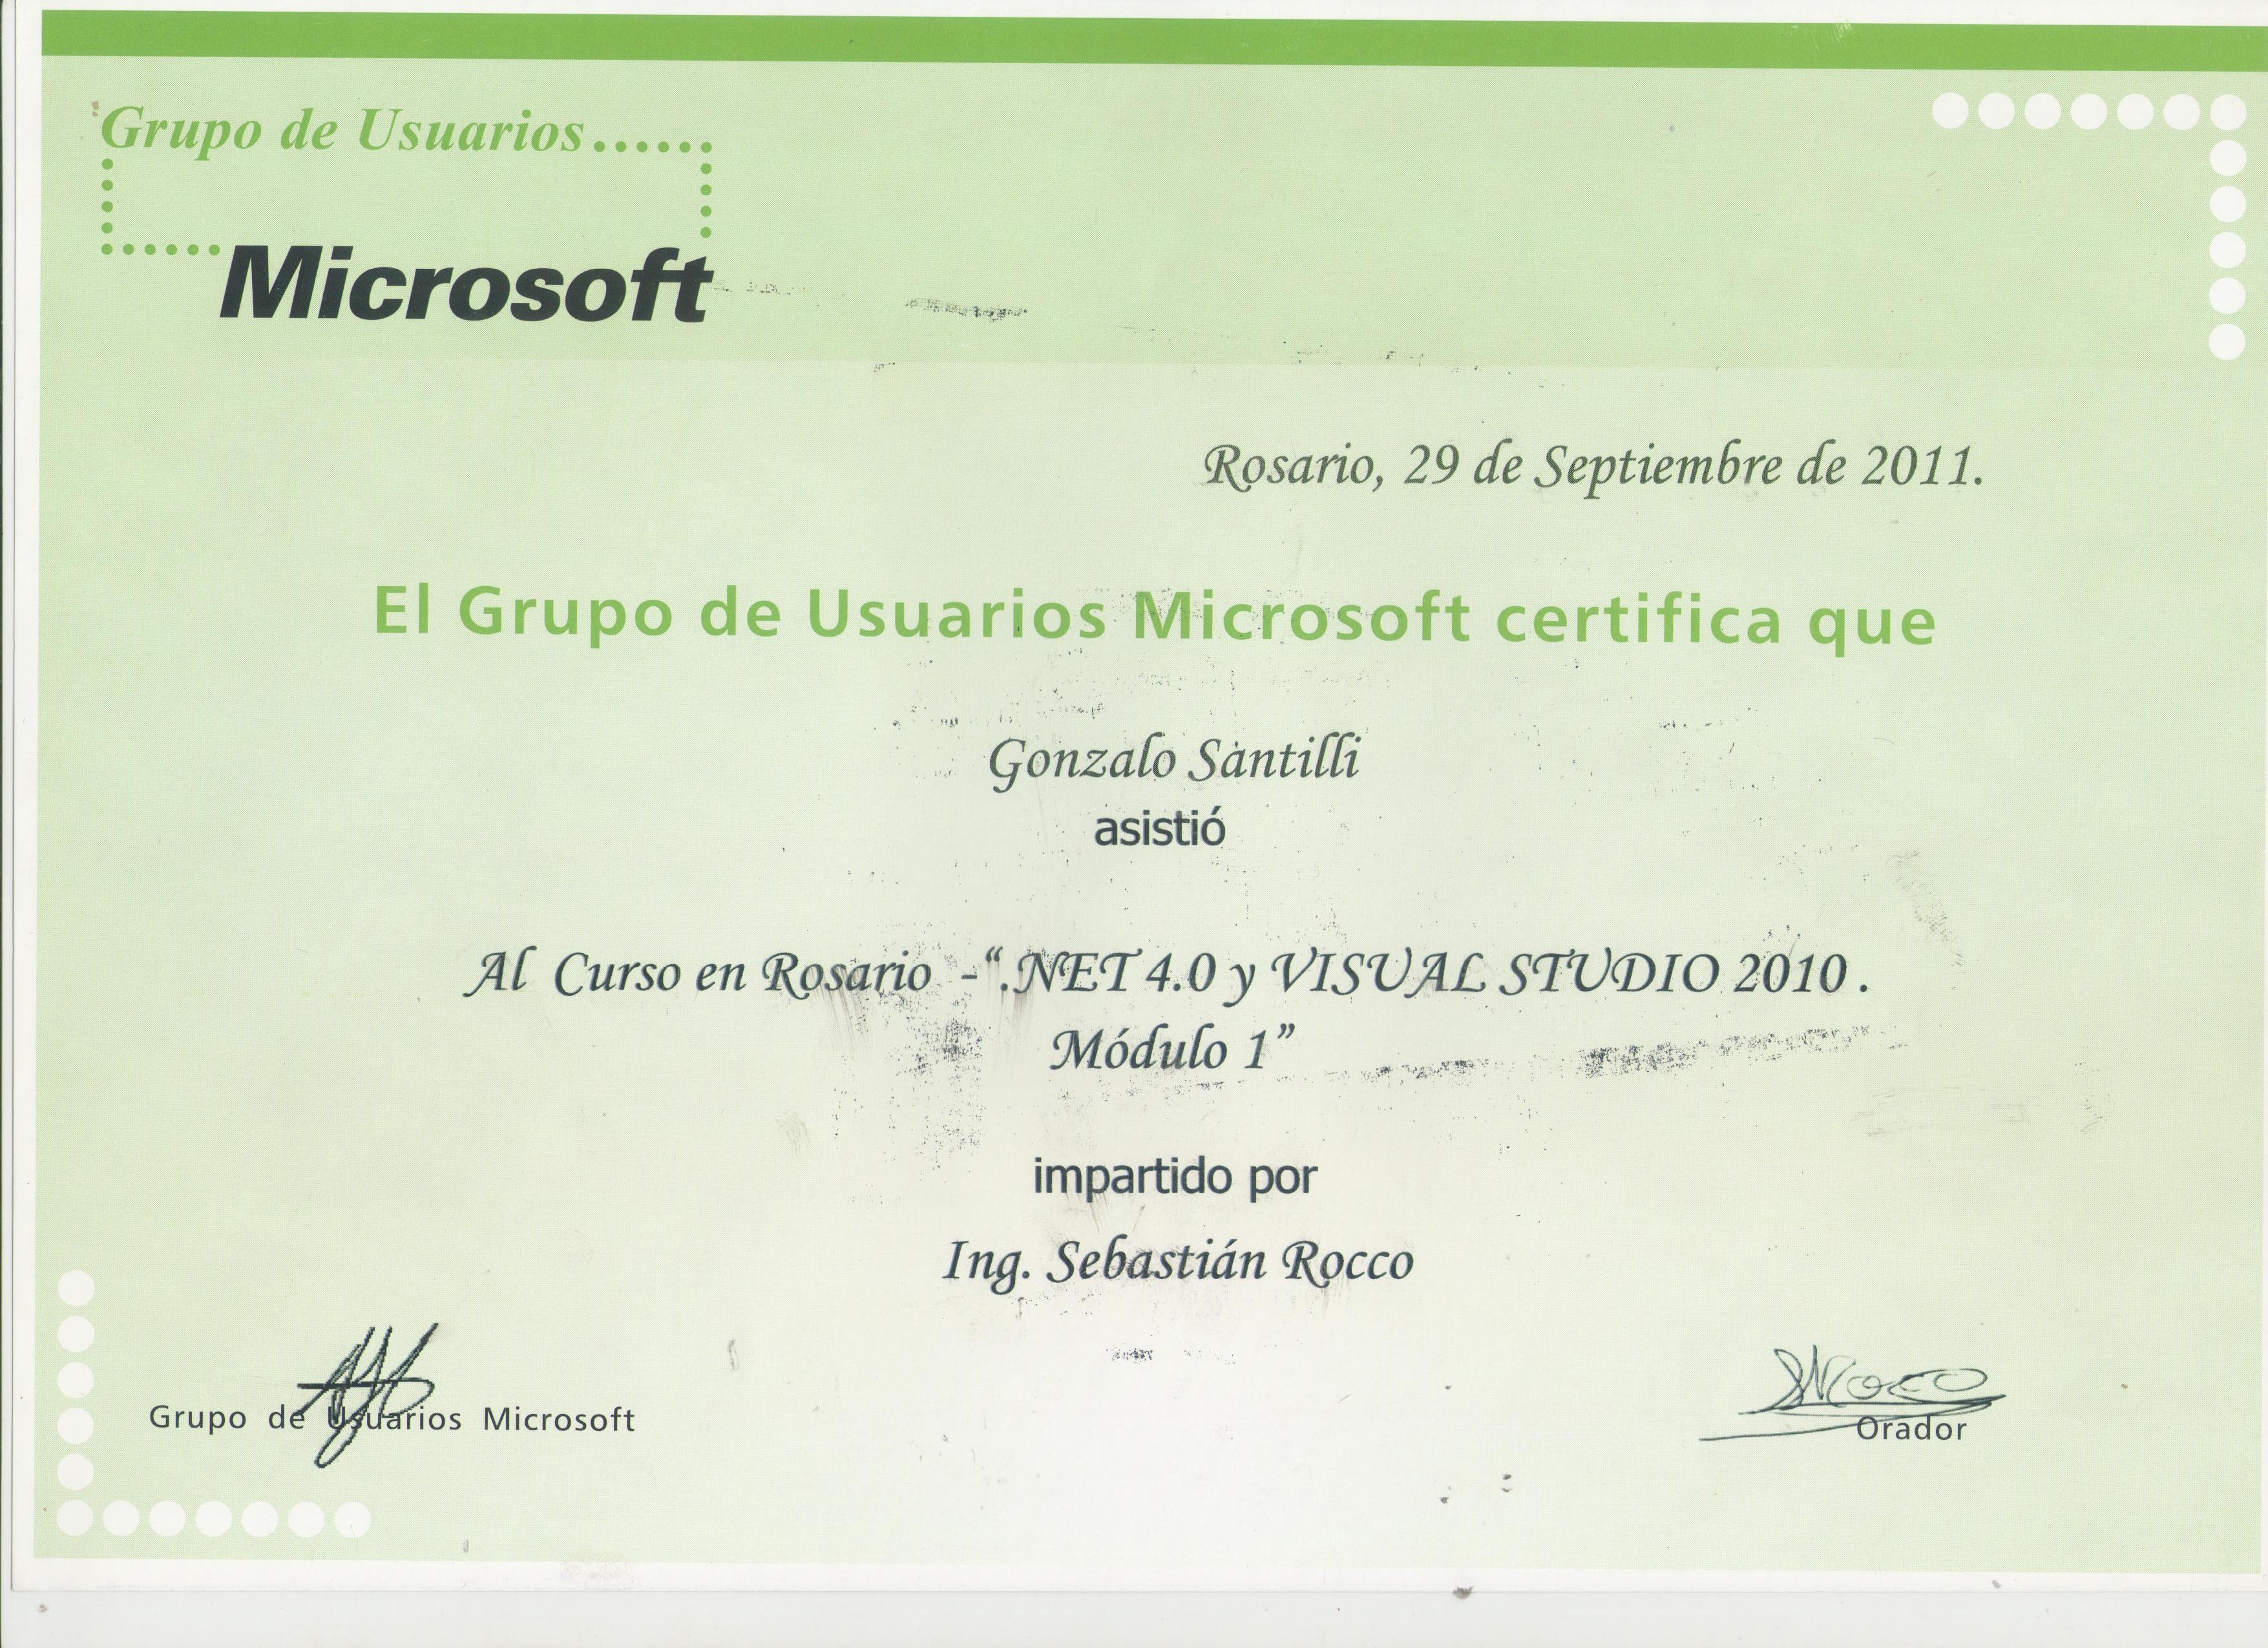 Grupo de Usuarios......
Microsoft
Rosario, 29 de Septiembre de 2011.
El Grupo de Usuarios Microsoft certifica que
Gonzalo Santilli
asistió
Al Curso en Rosario -“.NET 4.0 y VISUAL STUDIO 2010 .
Módulo 1”
impartido por
Ing. Sebastián Rocco
Grupo de Usuarios Microsoft
Orador